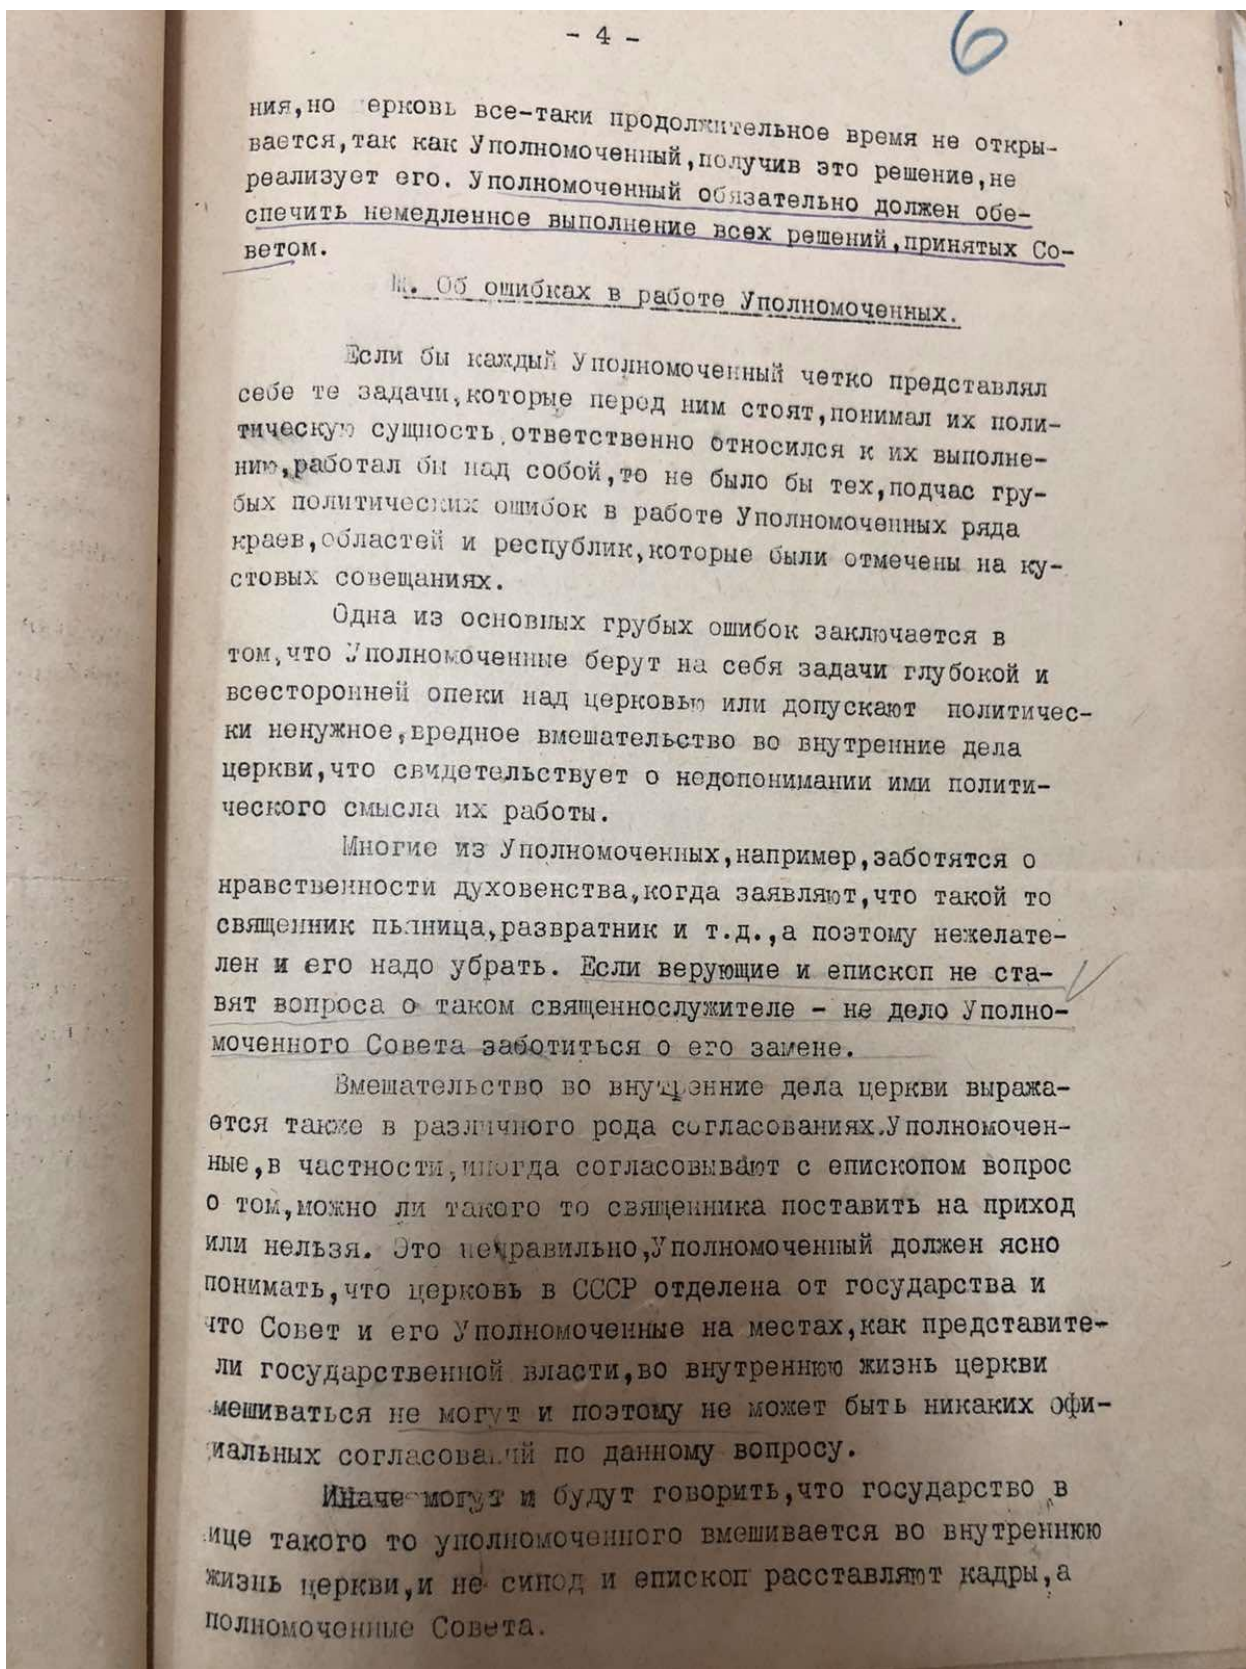 - 4 -
6
ния,но ерковь все-таки продолжительное время не откры-
вается,так как Уполномоченный,получив это решение,не
реализует его. Уполномоченный обязательно должен обе-
спечить немедленное выполнение всех решений,принятых Со-
ветом.
Ш. Об ошибках в работе Уполномоченных.
Если бы каждый Уполномоченный четко представлял
себе те задачи,которые перед ним стоят,понимал их поли-
тическую сущность,ответственно относился к их выполне-
нию,работал бы над собой,то не было бы тех,подчас гру-
бых политических ошибок в работе Уполномоченных ряда
краев,областей и республик,которые были отмечены на ку-
стовых совещаниях.
Одна из основных грубых ошибок заключается в
том,что Уполномоченные берут на себя задачи глубокой и
всесторонней опеки над церковью или допускают политичес-
ки ненужное,вредное вмешательство во внутренние дела
церкви,что свидетельствует о недопонимании ими полити-
ческого смысла их работы.
Многие из Уполномоченных,например,заботятся о
нравственности духовенства,когда заявляют,что такой то
священник пьяница,развратник и т.д.,а поэтому нежелате-
лен и его надо убрать. Если верующие и епископ не ста-
вят вопроса о таком священнослужителе - не дело Уполно-
моченного Совета заботиться о его замене.
Вмешательство во внутренние дела церкви выража-
ется также в различного рода согласованиях.Уполномочен-
ные,в частности,иногда согласовывают с епископом вопрос
о том,можно ли такого то священника поставить на приход
или нельзя. Это неправильно,Уполномоченный должен ясно
понимать,что церковь в СССР отделена от государства и
что Совет и его Уполномоченные на местах,как представите-
ли государственной власти,во внутреннюю жизнь церкви
мешиваться не могут и поэтому не может быть никаких офи-
иальных согласований по данному вопросу.
Иначе могут и будут говорить,что государство в
ице такого то уполномоченного вмешивается во внутреннюю
жизнь церкви,и не синод и епископ расставляют кадры,а
полномоченные Совета.